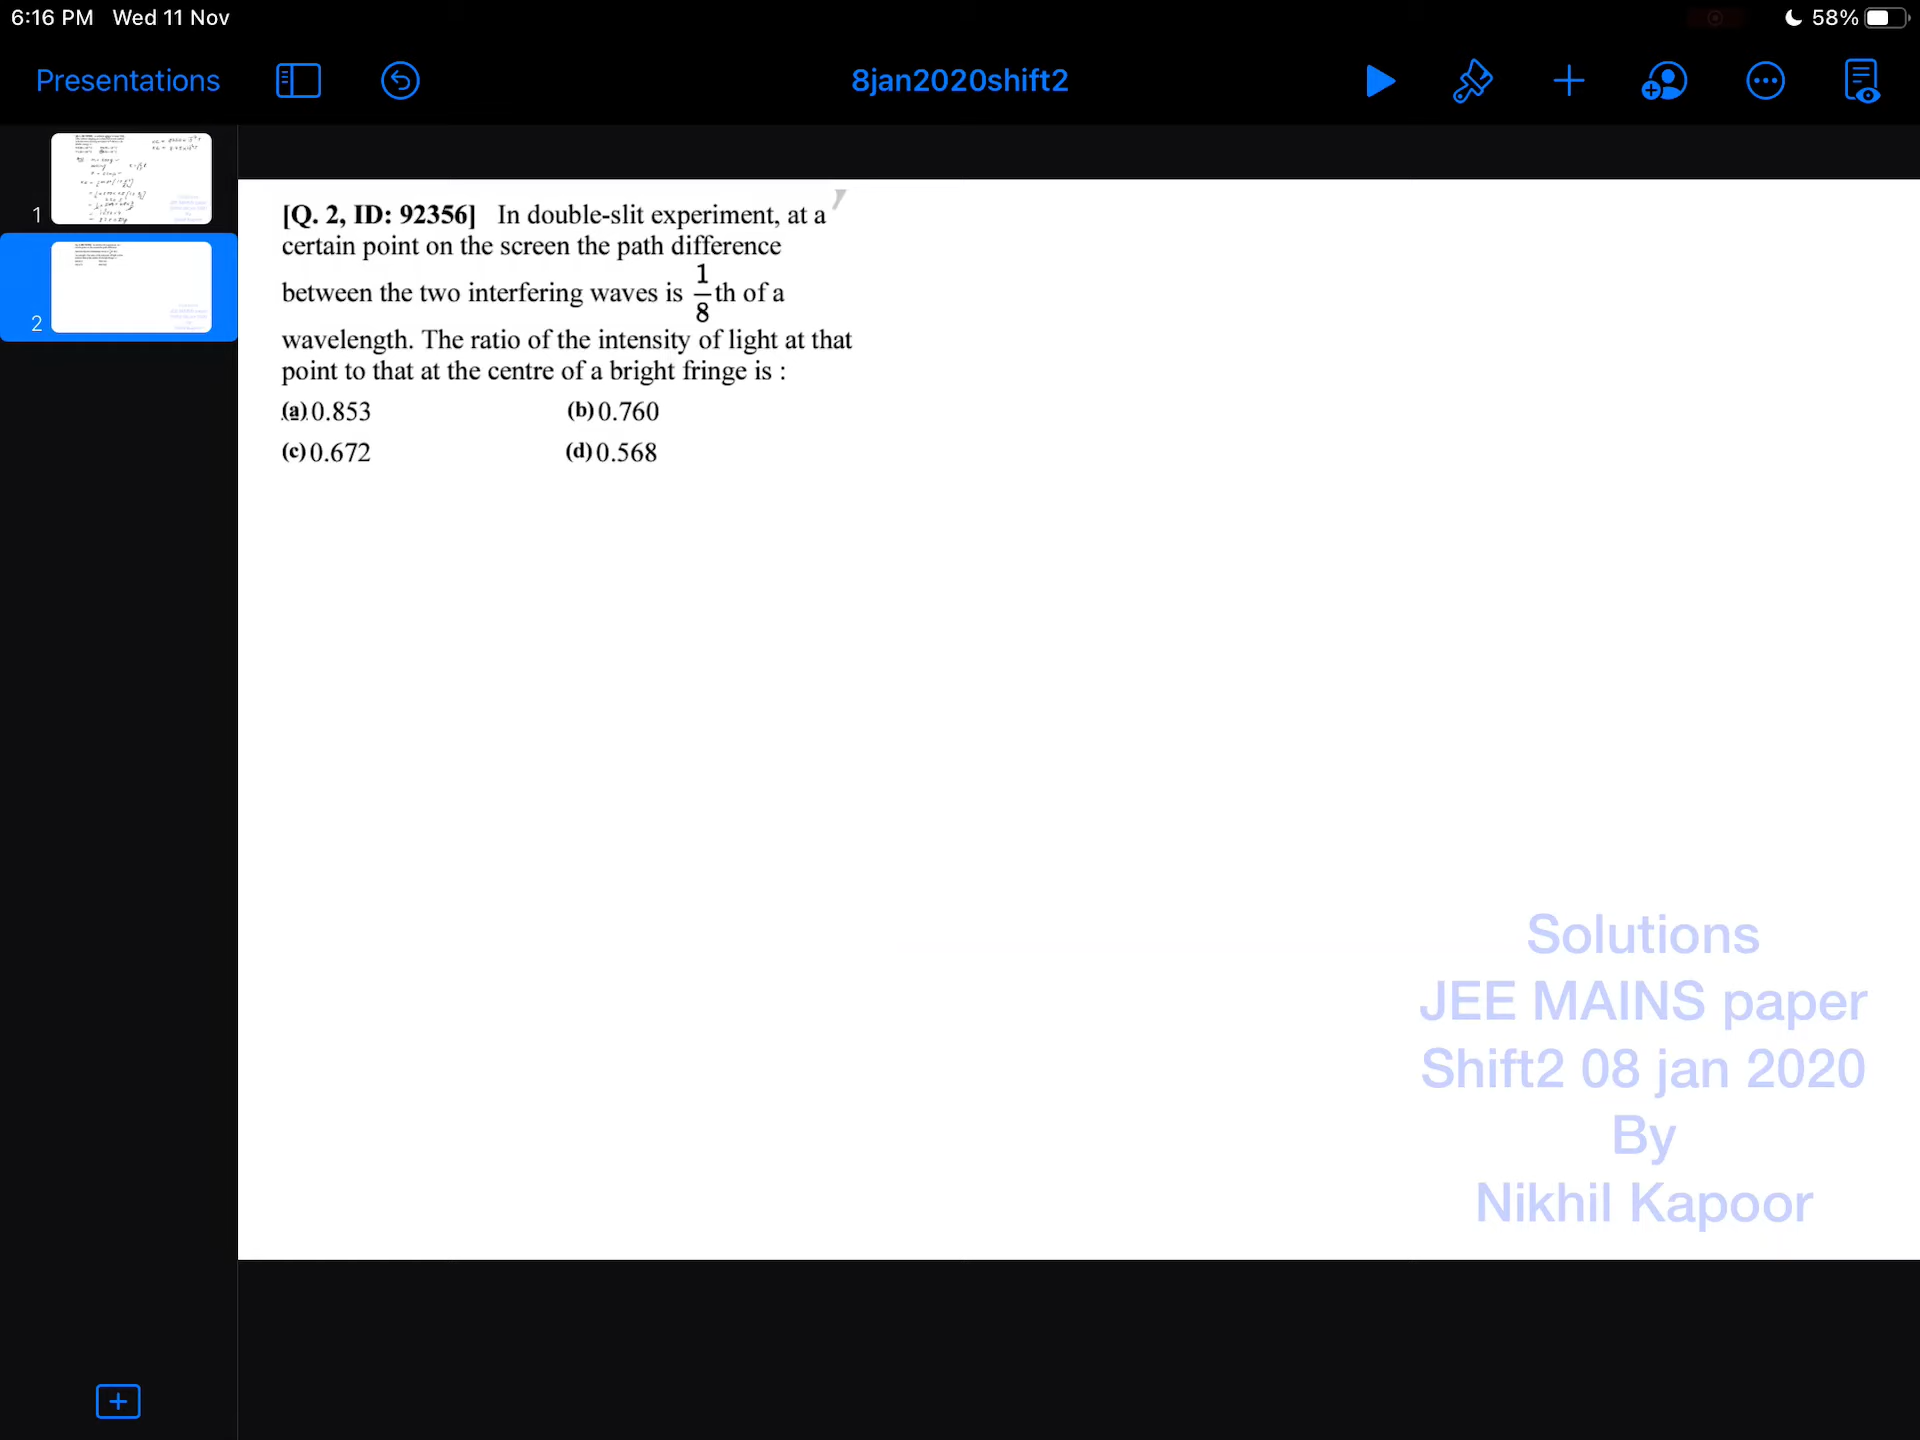 6:16 PM Wed 11 Nov
58%
Presentations
8jan2020shift2
1
2
[Q. 2, ID: 92356] In double-slit experiment, at a
certain point on the screen the path difference
between the two interfering waves is 1/8 th of a
wavelength. The ratio of the intensity of light at that
point to that at the centre of a bright fringe is :
(a) 0.853 (b) 0.760
(c) 0.672 (d) 0.568
Solutions
JEE MAINS paper
Shift2 08 jan 2020
By
Nikhil Kapoor